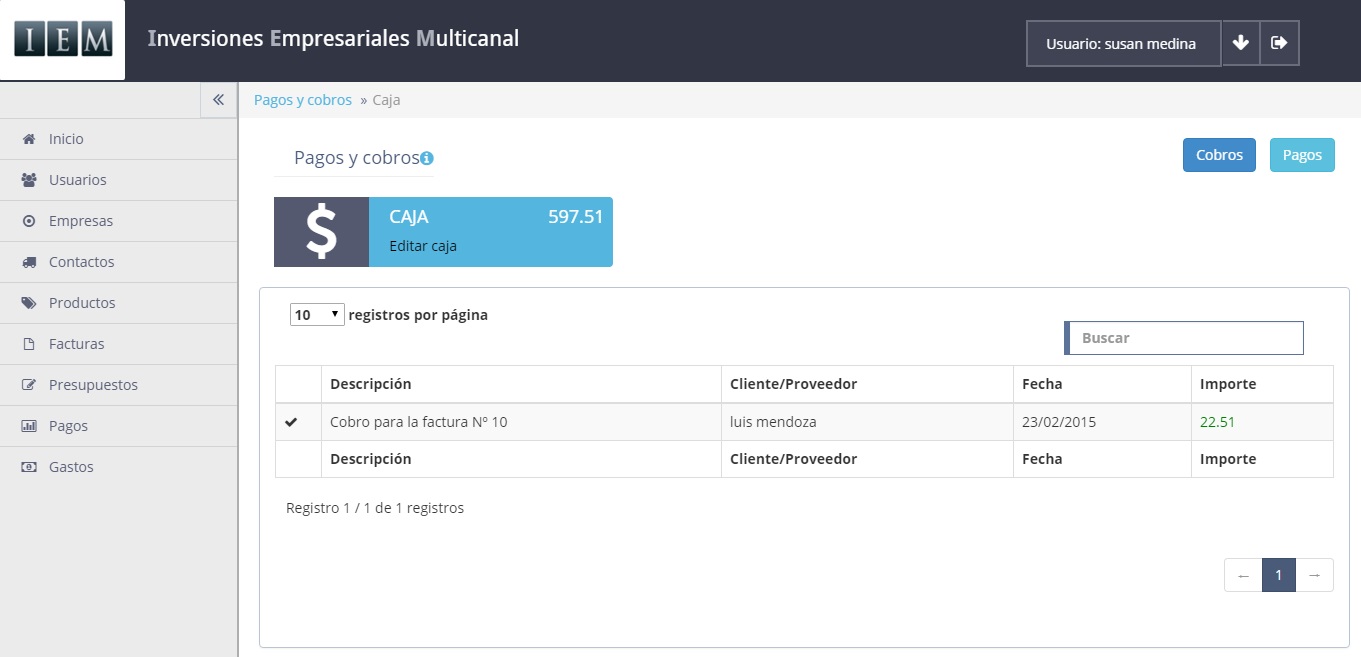 IEM
Inversiones Empresariales Multicanal
Usuario: susan medina
Pagos y cobros » Caja
Inicio
Usuarios
Empresas
Contactos
Productos
Facturas
Presupuestos
Pagos
Gastos
Pagos y cobros
Cobros
Pagos
$
CAJA 597.51
Editar caja
10 registros por página
Buscar
Descripción Cliente/Proveedor Fecha Importe
Cobro para la factura Nº 10 luis mendoza 23/02/2015 22.51
Descripción Cliente/Proveedor Fecha Importe
Registro 1 / 1 de 1 registros
← 1 →